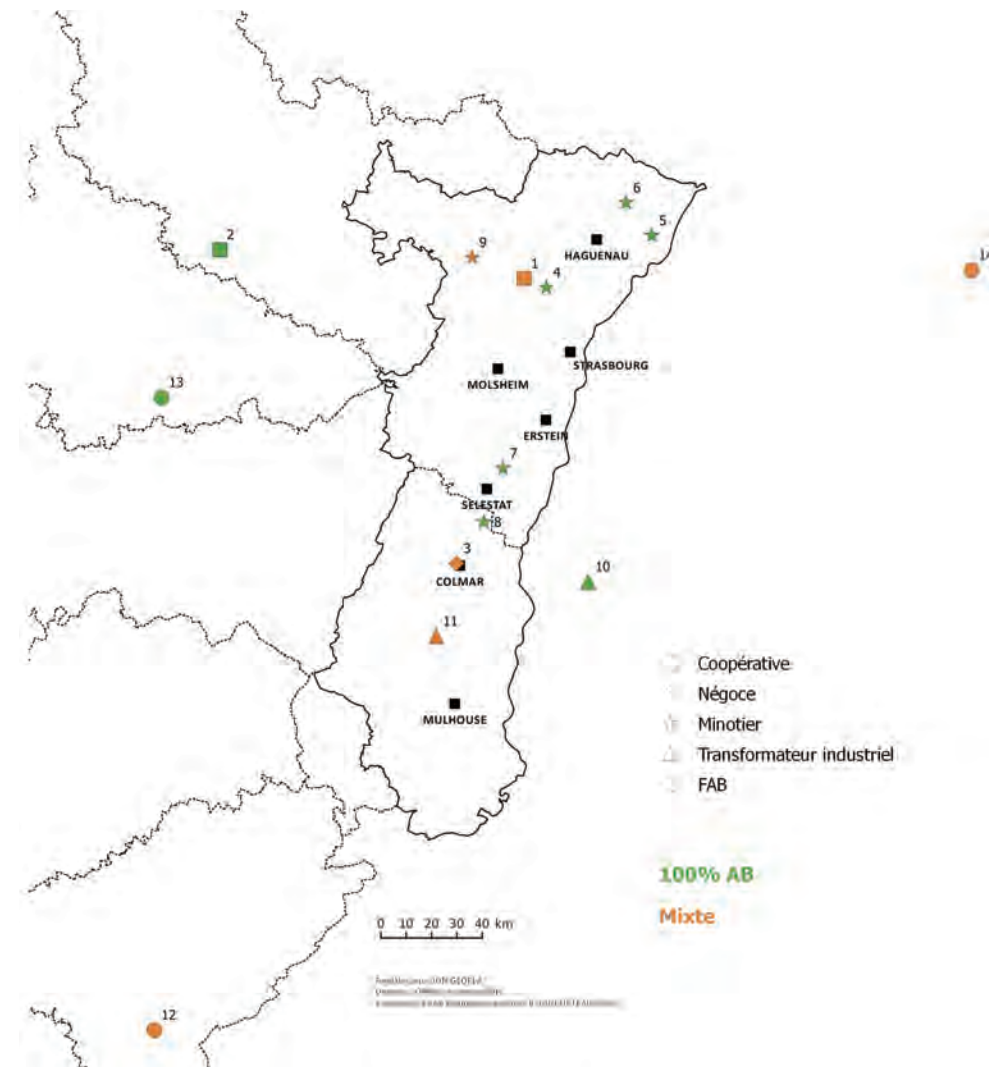 6
5
HAGUENAU
2
9
1
4
14
STRASBOURG
13
MOLSHEIM
ERSTEIN
7
SELESTAT
8
3
COLMAR
10
11
MULHOUSE
Coopérative
Négoce
Minotier
Transformateur industriel
FAB
100% AB
Mixte
0 10 20 30 40 km
12